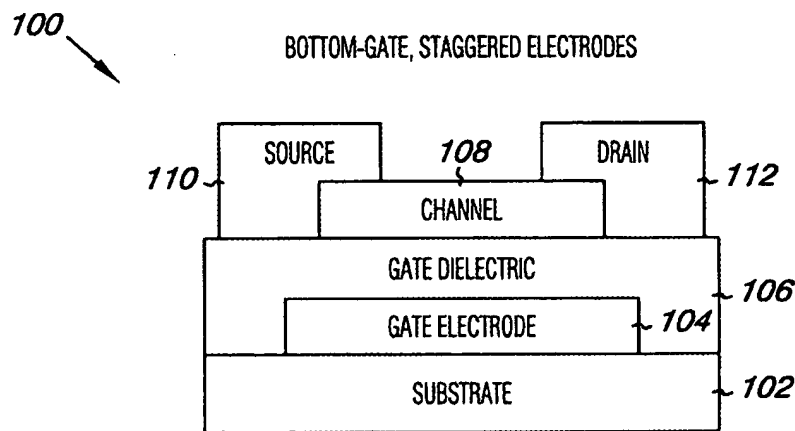 100
BOTTOM-GATE, STAGGERED ELECTRODES
SOURCE
108
DRAIN
110
112
CHANNEL
GATE DIELECTRIC
106
GATE ELECTRODE
104
SUBSTRATE
102